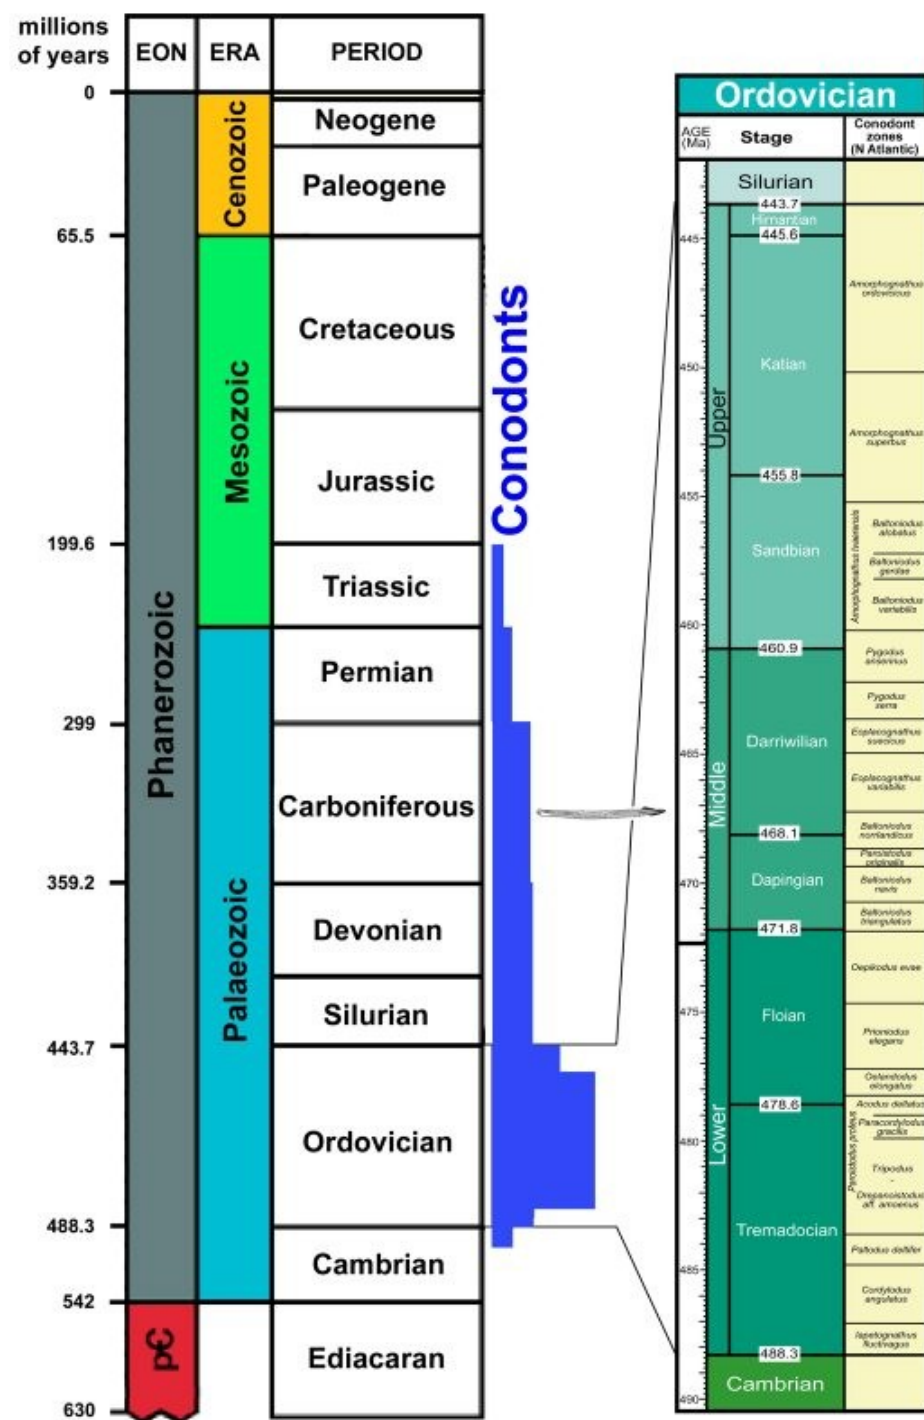 millions
of years
EON
ERA
PERIOD
0
65.5
199.6
299
359.2
443.7
488.3
542
630
Phanerozoic
pЄ
Cenozoic
Mesozoic
Palaeozoic
Neogene
Paleogene
Cretaceous
Jurassic
Triassic
Permian
Carboniferous
Devonian
Silurian
Ordovician
Cambrian
Ediacaran
Conodonts
Ordovician
AGE
(Ma)
Stage
Conodont
zones
(N Atlantic)
Silurian
443.7
Hirnantian
445.6
Katian
455.8
Sandbian
460.9
Darriwilian
468.1
Dapingian
471.8
Floian
478.6
Tremadocian
488.3
Cambrian
445
450
455
460
465
470
475
480
485
490
Upper
Middle
Lower
Amorphognathus
ordovicicus
Amorphognathus
superbus
Amorphognathus
Baltoniodus
alobatus
Baltoniodus
gerdae
Baltoniodus
variabilis
Pygodus
anserinus
Pygodus
serra
Eoplacognathus
suecicus
Eoplacognathus
variabilis
Baltoniodus
norrlandicus
Paroistodus
originalis
Baltoniodus
navis
Baltoniodus
triangulatus
Oepikodus evae
Prioniodus
elegans
Oelandodus
elongatus
Acodus deltatus
Paroistodus proteus
Paracordylodus
gracilis
Tripodus
-
Drepanoistodus
aff. amoenus
Paltodus deltifer
Cordylodus
angulatus
Iapetognathus
fluctivagus